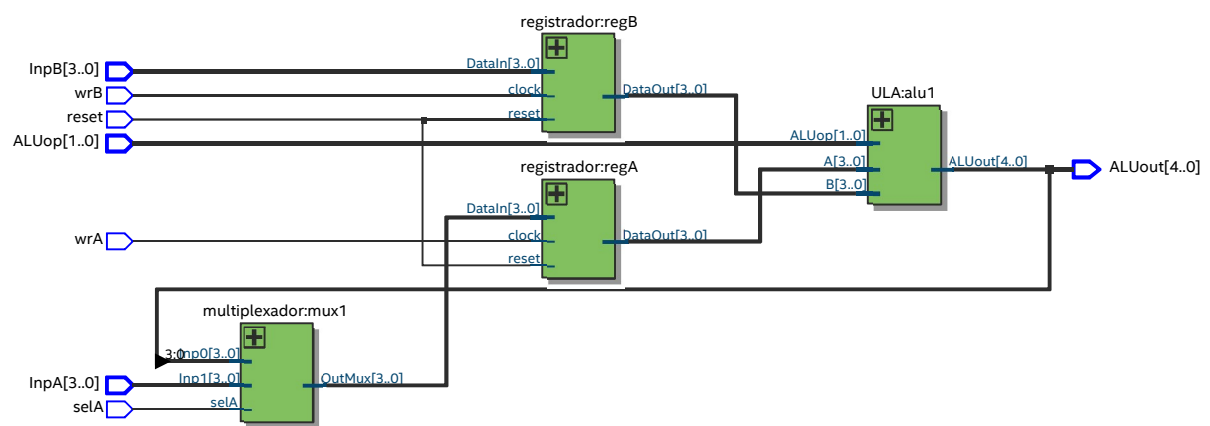 registrador:regB
InpB[3..0]
DataIn[3..0]
wrB
clock
DataOut[3..0]
ULA:alu1
reset
reset
ALUop[1..0]
ALUop[1..0]
registrador:regA
A[3..0]
ALUout[4..0]
ALUout[4..0]
B[3..0]
DataIn[3..0]
wrA
clock
DataOut[3..0]
reset
multiplexador:mux1
3:0
Inp0[3..0]
InpA[3..0]
Inp1[3..0]
OutMux[3..0]
selA
selA